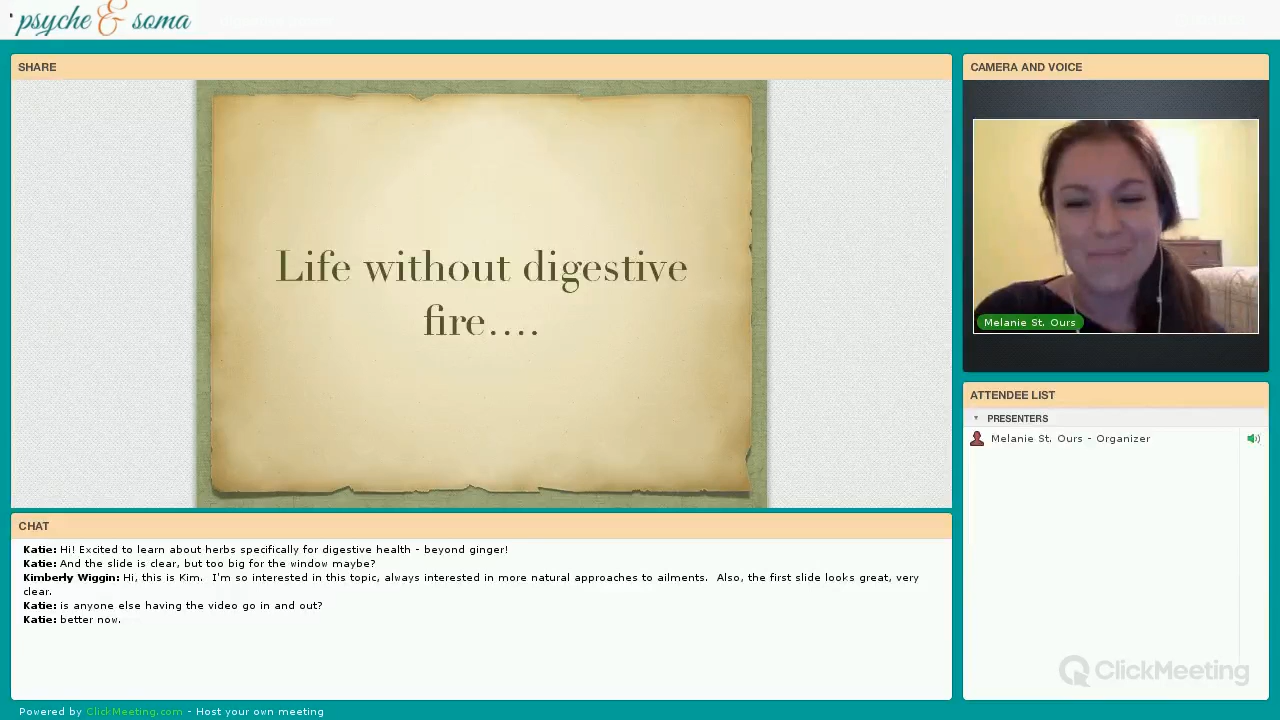 psyche & soma
SHARE
Life without digestive
fire....
CAMERA AND VOICE
Melanie St. Ours
ATTENDEE LIST
PRESENTERS
Melanie St. Ours - Organizer
CHAT
Katie: Hi! Excited to learn about herbs specifically for digestive health - beyond ginger!
Katie: And the slide is clear, but too big for the window maybe?
Kimberly Wiggin: Hi, this is Kim. I'm so interested in this topic, always interested in more natural approaches to ailments. Also, the first slide looks great, very
clear.
Katie: is anyone else having the video go in and out?
Katie: better now.
ClickMeeting
Powered by ClickMeeting.com - Host your own meeting